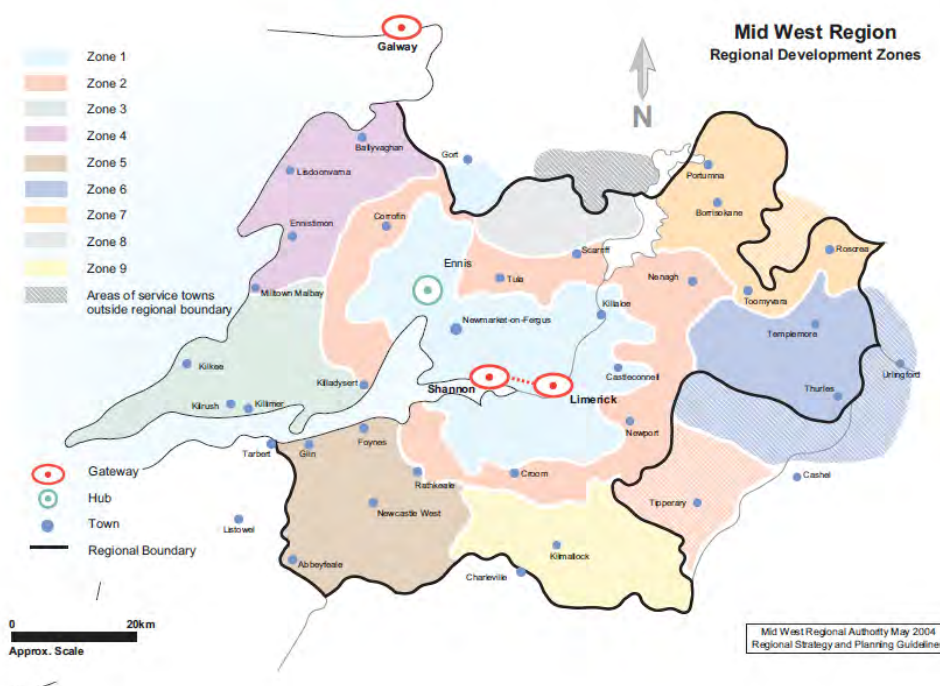 Mid West Region
Regional Development Zones
Galway
Zone 1
Zone 2
Zone 3
Zone 4
Zone 5
Zone 6
Zone 7
Zone 8
Zone 9
Areas of service towns
outside regional boundary
N
Ballyvaghan
Gort
Lisdoonvarna
Portumna
Borrisokane
Corrofin
Ennistimon
Scarriff
Roscrea
Ennis
Tulla
Nenagh
Miltown Malbay
Toomyvara
Killaloe
Newmarket-on-Fergus
Templemore
Kilkee
Urlingford
Castleconnell
Killadysert
Shannon
Limerick
Thurles
Kilrush
Killimer
Newport
Foynes
Tarbert
Glin
Gateway
Rathkeale
Croom
Cashel
Hub
Tipperary
Newcastle West
Town
Listowel
Regional Boundary
Kilmallock
Abbeyfeale
Charleville
0
20km
Approx. Scale
Mid West Regional Authority May 2004
Regional Strategy and Planning Guidelines